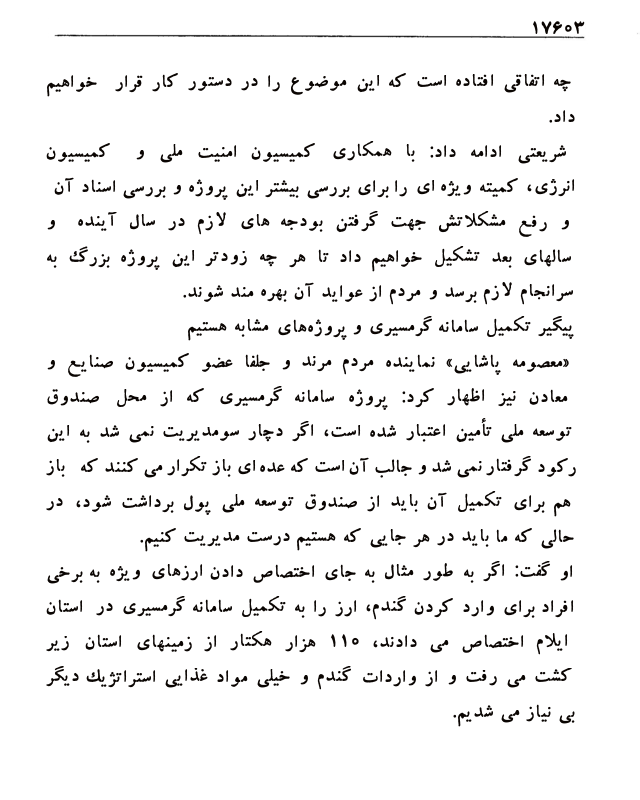 ۱۷۶۰۳
چه اتفاقی افتاده است که این موضوع را در دستور کار قرار خواهیم
داد.
شریعتی ادامه داد: با همکاری کمیسیون امنیت ملی و کمیسیون
انرژی، کمیته ویژه ای را برای بررسی بیشتر این پروژه و بررسی اسناد آن
و رفع مشکلاتش جهت گرفتن بودجه های لازم در سال آینده و
سالهای بعد تشکیل خواهیم داد تا هر چه زودتر این پروژه بزرگ به
سرانجام لازم برسد و مردم از عواید آن بهره مند شوند.
پیگیر تکمیل سامانه گرمسیری و پروژه‌های مشابه هستیم
«معصومه پاشایی» نماینده مردم مرند و جلفا عضو کمیسیون صنایع و
معادن نیز اظهار کرد: پروژه سامانه گرمسیری که از محل صندوق
توسعه ملی تأمین اعتبار شده است، اگر دچار سومدیریت نمی شد به این
رکود گرفتار نمی شد و جالب آن است که عده ای باز تکرار می کنند که باز
هم برای تکمیل آن باید از صندوق توسعه ملی پول برداشت شود، در
حالی که ما باید در هر جایی که هستیم درست مدیریت کنیم.
او گفت: اگر به طور مثال به جای اختصاص دادن ارزهای ویژه به برخی
افراد برای وارد کردن گندم، ارز را به تکمیل سامانه گرمسیری در استان
ایلام اختصاص می دادند، ۱۱۰ هزار هکتار از زمینهای استان زیر
کشت می رفت و از واردات گندم و خیلی مواد غذایی استراتژیك دیگر
بی نیاز می شدیم.